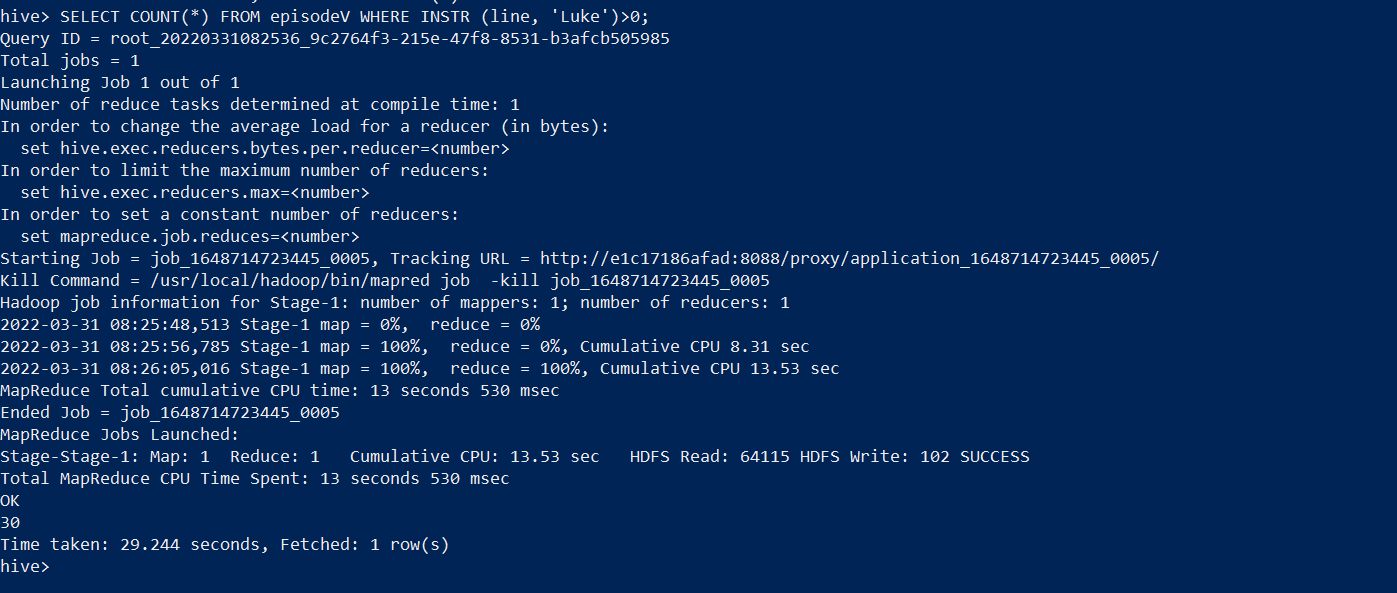 hive> SELECT COUNT(*) FROM episodeV WHERE INSTR (line, 'Luke')>0;
Query ID = root_20220331082536_9c2764f3-215e-47f8-8531-b3afcb505985
Total jobs = 1
Launching Job 1 out of 1
Number of reduce tasks determined at compile time: 1
In order to change the average load for a reducer (in bytes):
  set hive.exec.reducers.bytes.per.reducer=<number>
In order to limit the maximum number of reducers:
  set hive.exec.reducers.max=<number>
In order to set a constant number of reducers:
  set mapreduce.job.reduces=<number>
Starting Job = job_1648714723445_0005, Tracking URL = http://e1c17186afad:8088/proxy/application_1648714723445_0005/
Kill Command = /usr/local/hadoop/bin/mapred job  -kill job_1648714723445_0005
Hadoop job information for Stage-1: number of mappers: 1; number of reducers: 1
2022-03-31 08:25:48,513 Stage-1 map = 0%,  reduce = 0%
2022-03-31 08:25:56,785 Stage-1 map = 100%,  reduce = 0%, Cumulative CPU 8.31 sec
2022-03-31 08:26:05,016 Stage-1 map = 100%,  reduce = 100%, Cumulative CPU 13.53 sec
MapReduce Total cumulative CPU time: 13 seconds 530 msec
Ended Job = job_1648714723445_0005
MapReduce Jobs Launched:
Stage-Stage-1: Map: 1  Reduce: 1   Cumulative CPU: 13.53 sec   HDFS Read: 64115 HDFS Write: 102 SUCCESS
Total MapReduce CPU Time Spent: 13 seconds 530 msec
OK
30
Time taken: 29.244 seconds, Fetched: 1 row(s)
hive>